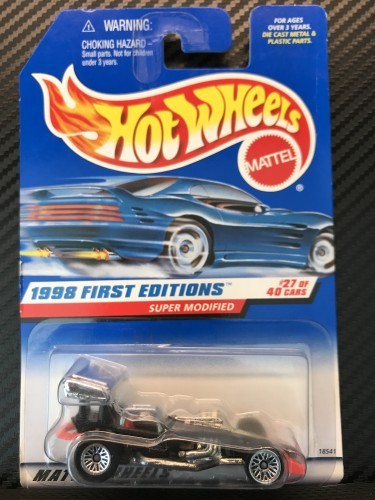 ⚠ WARNING:
CHOKING HAZARD–
Small parts. Not for children
under 3 years.
FOR AGES
OVER 3 YEARS.
DIE CAST METAL &
PLASTIC PARTS.
HOT WHEELS
MATTEL
®
1998 FIRST EDITIONS™
SUPER MODIFIED
#27 OF
40 CARS
18541